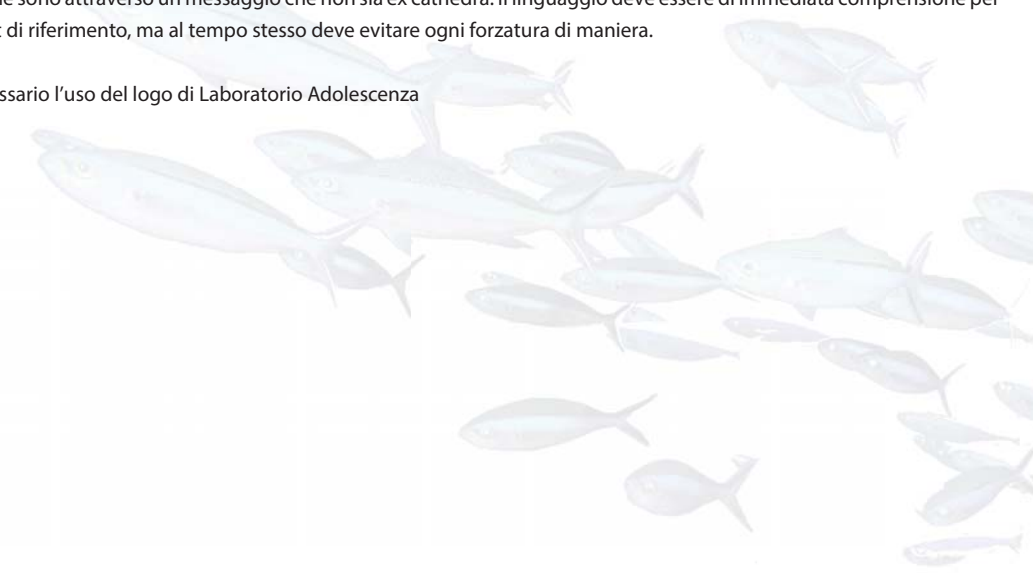 sono attraverso un messaggio che non sia ex cathedra. Il linguaggio deve essere di immediata comprensione per
di riferimento, ma al tempo stesso deve evitare ogni forzatura di maniera.
l’uso del logo di Laboratorio Adolescenza